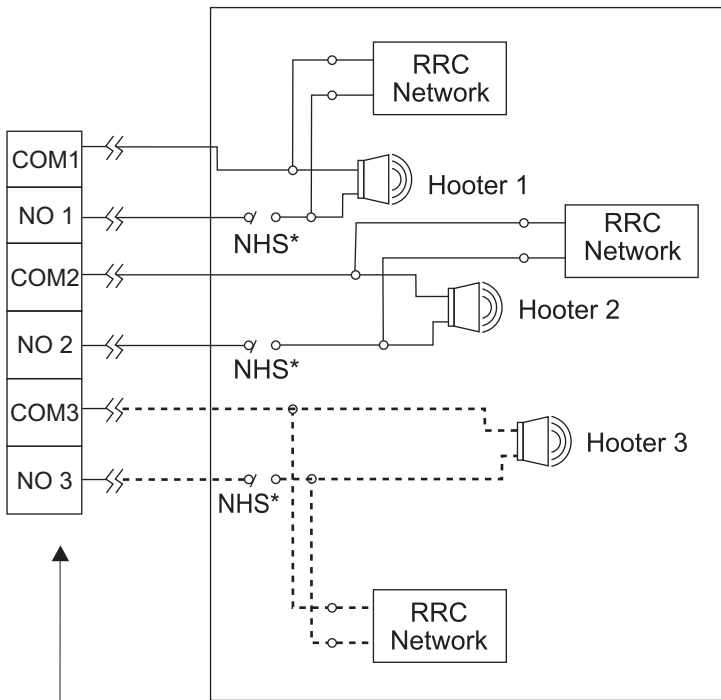 RRC
Network
COM1
Hooter 1
NO 1
NHS*
RRC
Network
COM2
Hooter 2
NO 2
NHS*
COM3
Hooter 3
NO 3
NHS*
RRC
Network